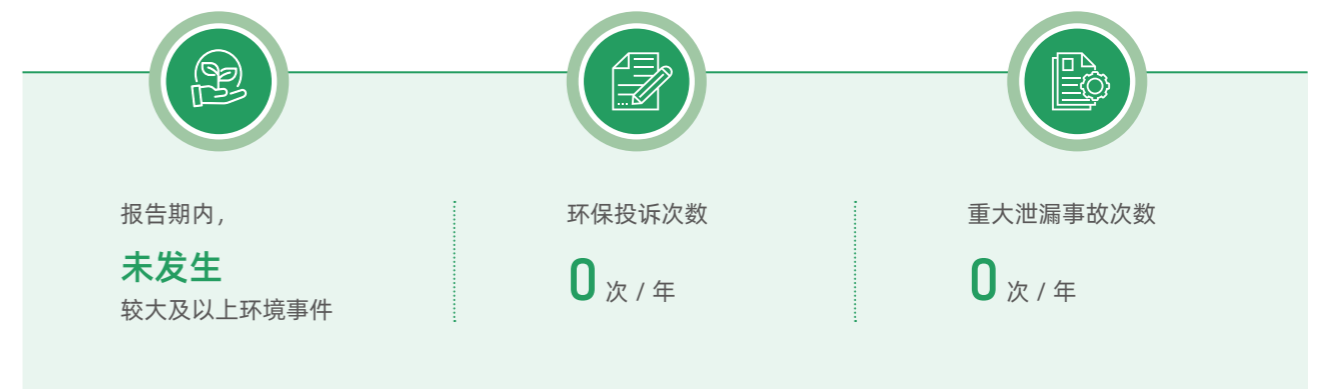 报告期内，
未发生
较大及以上环境事件
环保投诉次数
0 次 / 年
重大泄漏事故次数
0 次 / 年